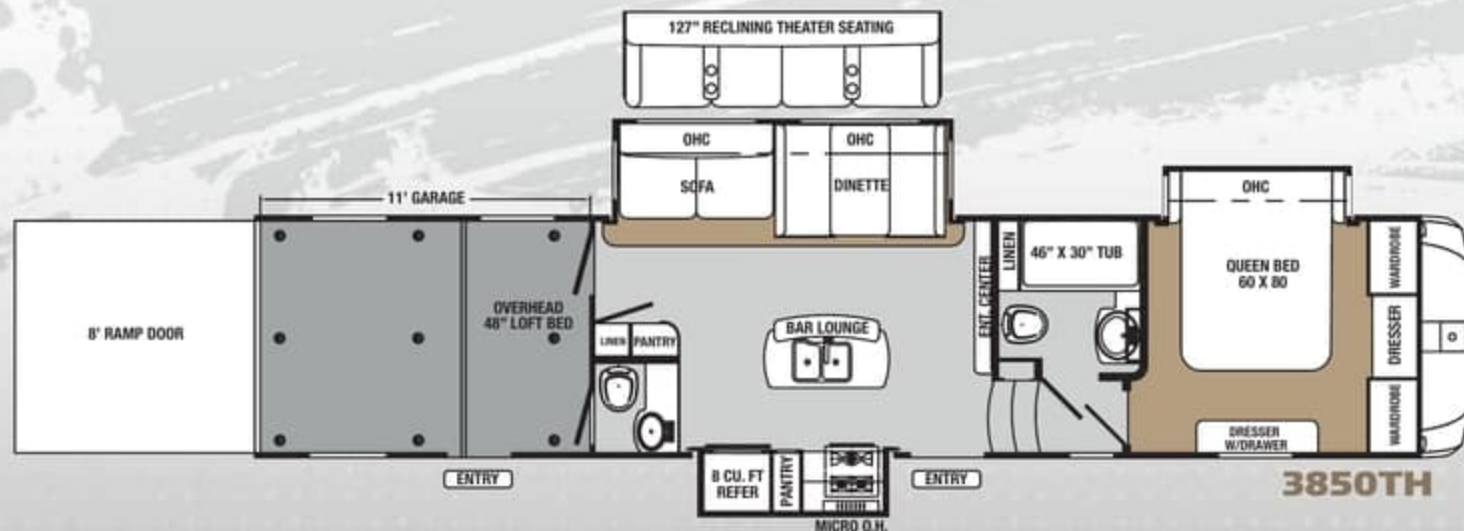 127" RECLINING THEATER SEATING
OHC
OHC
SOFA
DINETTE
11' GARAGE
8' RAMP DOOR
OVERHEAD
48" LOFT BED
LINEN
PANTRY
BAR LOUNGE
ENT. CENTER
LINEN
46" X 30" TUB
OHC
QUEEN BED
60 X 80
WARDROBE
DRESSER
WARDROBE
DRESSER
W/DRAWER
ENTRY
8 CU. FT
REFER
PANTRY
MICRO O.H.
ENTRY
3850TH